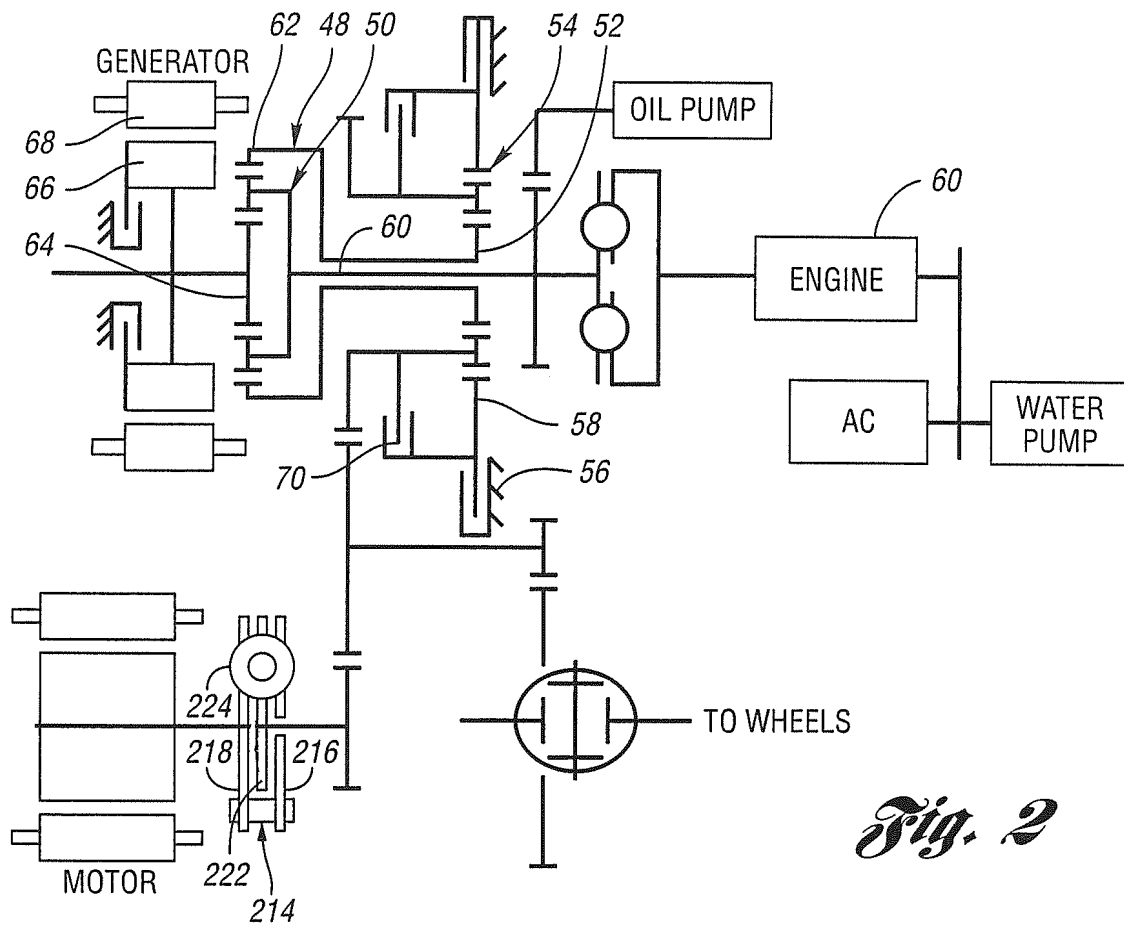 62 48 50 54 52
GENERATOR
68
OIL PUMP
66
60
60
64
ENGINE
58
AC
WATER
PUMP
70
56
224
TO WHEELS
218
216
Fig. 2
222
MOTOR
214